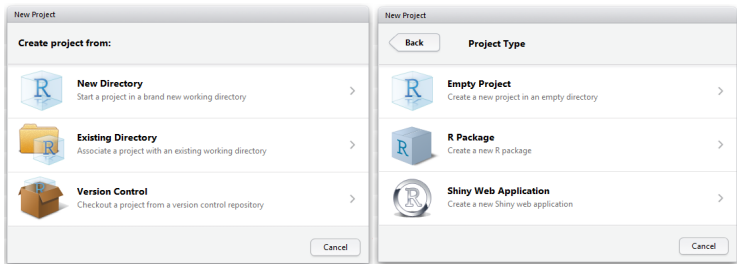 New Project
Create project from:
New Directory
Start a project in a brand new working directory
Existing Directory
Associate a project with an existing working directory
Version Control
Checkout a project from a version control repository
Cancel
New Project
Back
Project Type
R
Empty Project
Create a new project in an empty directory
R
R Package
Create a new R package
R
Shiny Web Application
Create a new Shiny web application
Cancel